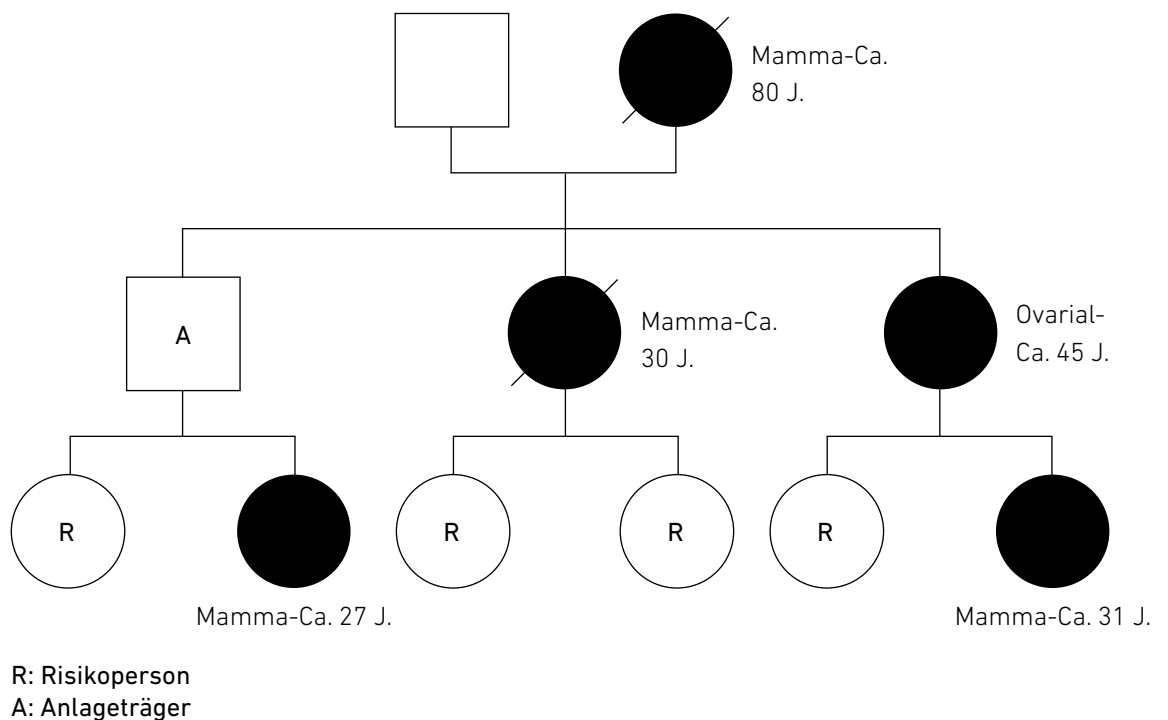 Mamma-Ca.
80 J.
A
Mamma-Ca.
30 J.
Ovarial-
Ca. 45 J.
R
R
R
R
Mamma-Ca. 27 J.
Mamma-Ca. 31 J.
R: Risikoperson
A: Anlageträger